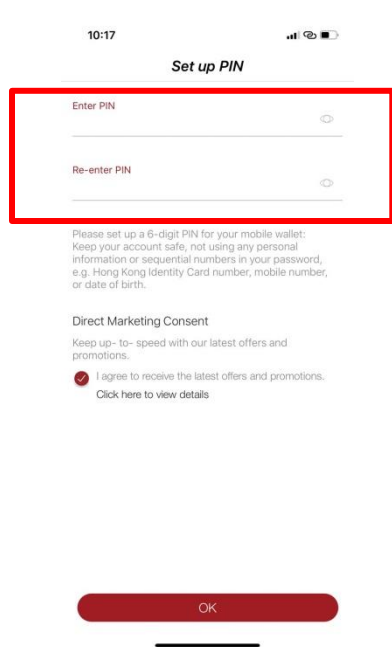 10:17
Set up PIN
Enter PIN
Re-enter PIN
Please set up a 6-digit PIN for your mobile wallet:
Keep your account safe, not using any personal
information or sequential numbers in your password,
e.g. Hong Kong Identity Card number, mobile number,
or date of birth.
Direct Marketing Consent
Keep up- to- speed with our latest offers and
promotions.
I agree to receive the latest offers and promotions.
Click here to view details
OK